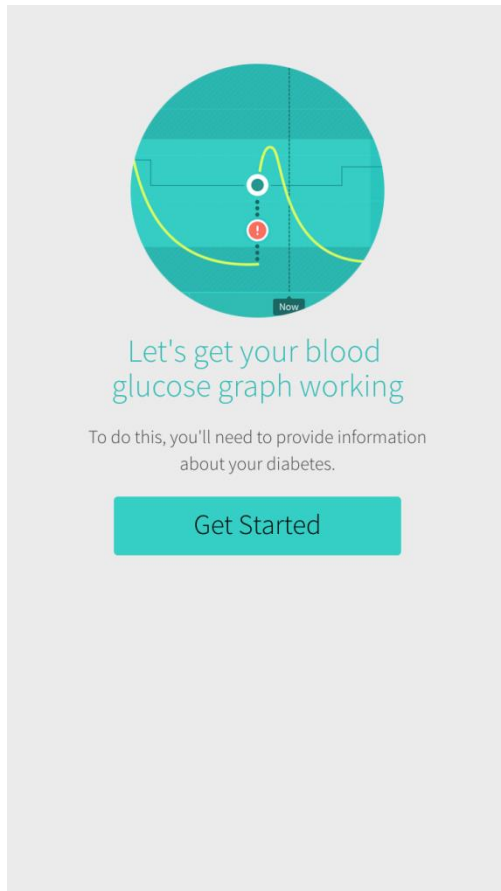 !
Now
Let's get your blood
glucose graph working
To do this, you'll need to provide information
about your diabetes.
Get Started